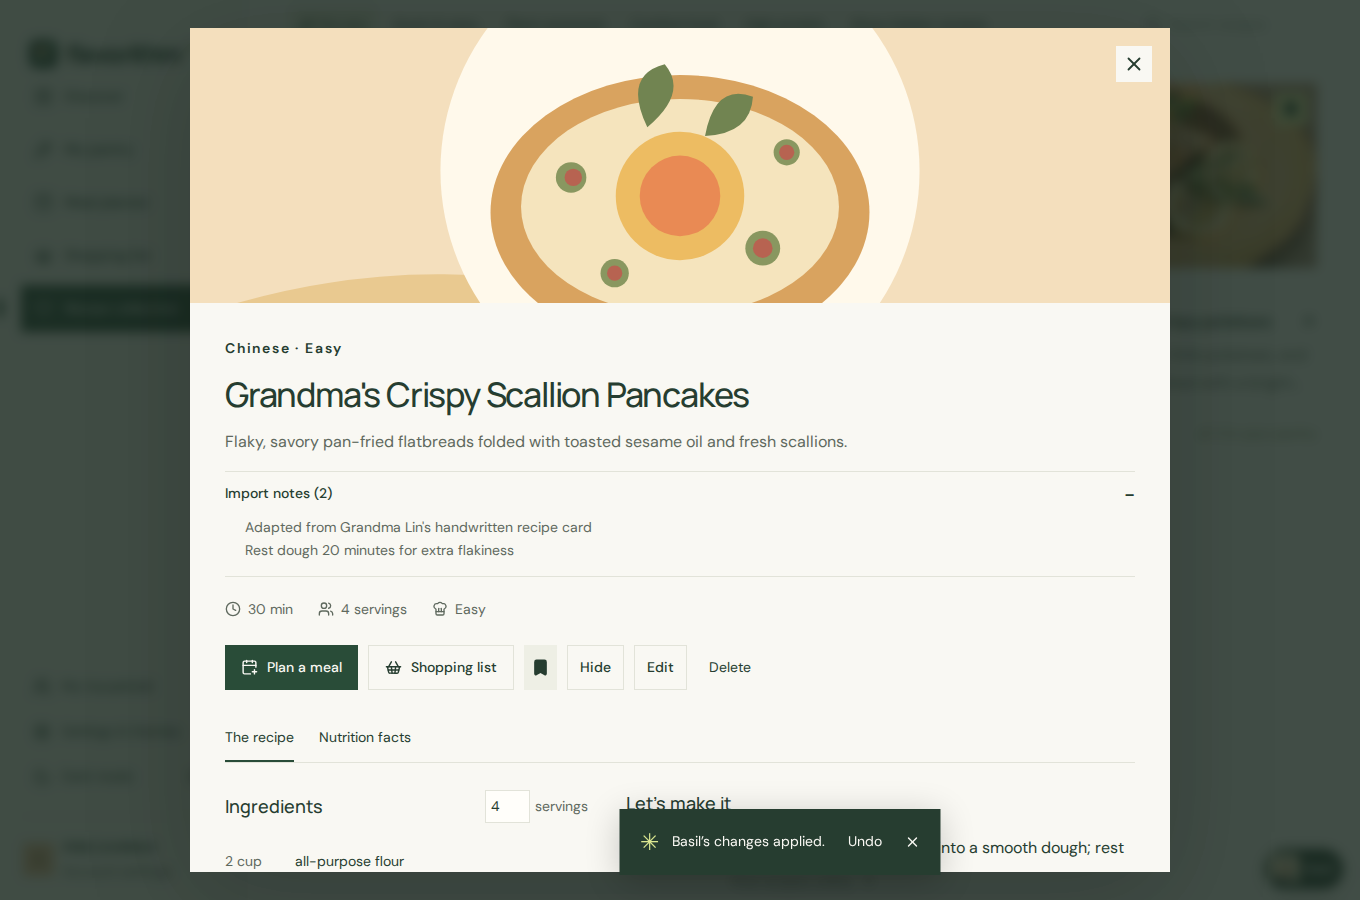 Chinese · Easy
Grandma's Crispy Scallion Pancakes
Flaky, savory pan-fried flatbreads folded with toasted sesame oil and fresh scallions.
Import notes (2)
Adapted from Grandma Lin's handwritten recipe card
Rest dough 20 minutes for extra flakiness
30 min
4 servings
Easy
Plan a meal
Shopping list
Hide
Edit
Delete
The recipe
Nutrition facts
Ingredients
4 servings
Let's make it
2 cup all-purpose flour
into a smooth dough; rest
Basil's changes applied.
Undo